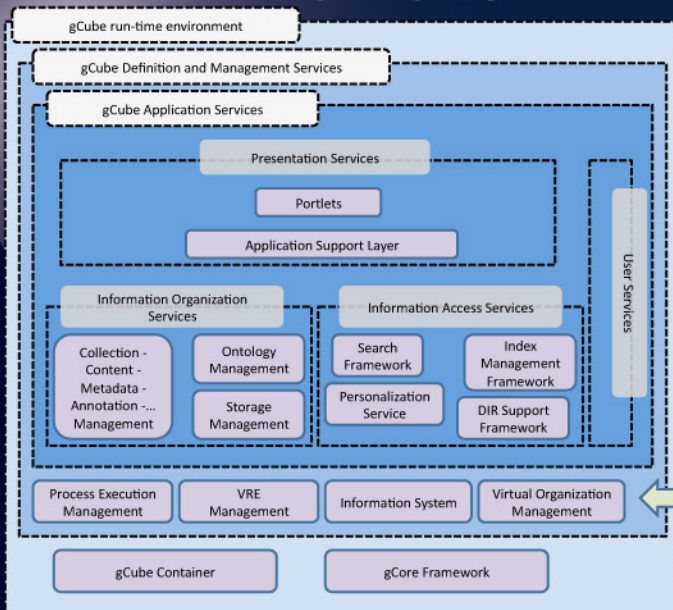 gCube run-time environment
gCube Definition and Management Services
gCube Application Services
Presentation Services
Portlets
Application Support Layer
User Services
Information Organization
Services
Collection -
Content -
Metadata -
Annotation -...
Management
Ontology
Management
Storage
Management
Information Access Services
Search
Framework
Index
Management
Framework
Personalization
Service
DIR Support
Framework
Process Execution
Management
VRE
Management
Information System
Virtual Organization
Management
gCube Container
gCore Framework